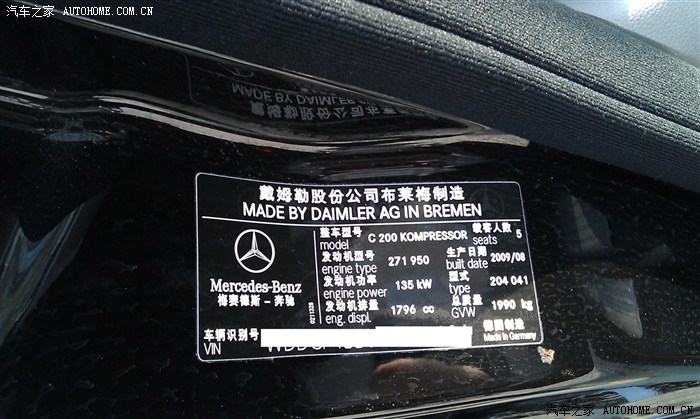 汽车之家 AUTOHOME.COM.CN
MADE BY DAIMLER
戴姆勒股份公司布莱梅制造
MADE BY DAIMLER AG IN BREMEN
整车型号 model C 200 KOMPRESSOR 载客人数 seats 5
发动机型号 engine type 271 950 生产日期 built date 2009/08
发动机功率 engine power 135 kW 型式 type 204 041
发动机排量 eng. displ. 1796 cc 总质量 GVW 1990 kg
Mercedes-Benz
梅赛德斯-奔驰
车辆识别号 VIN
德国制造
Made in Germany
汽车之家 AUTOHOME.COM.CN